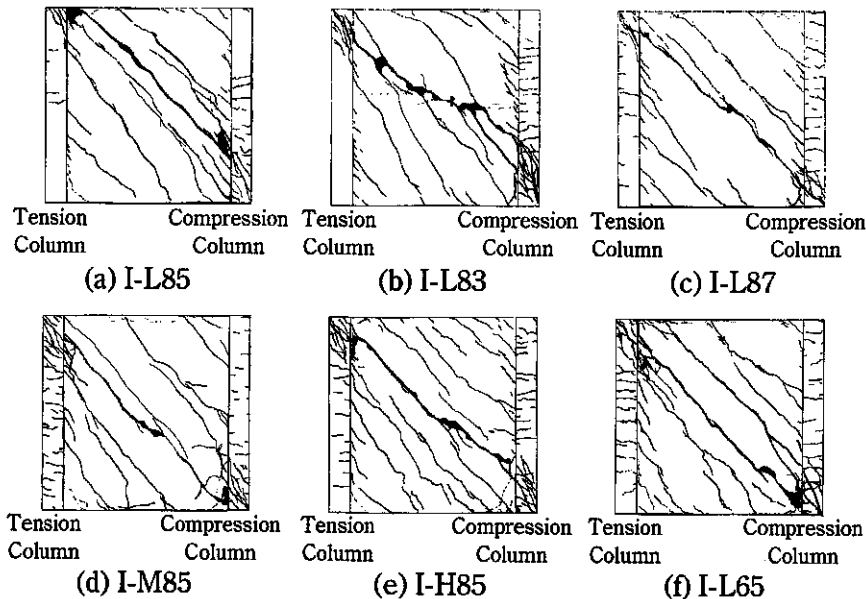 Tension Compression
Column Column
(a) I-L85
Tension Compression
Column Column
(b) I-L83
Tension Compression
Column Column
(c) I-L87
Tension Compression
Column Column
(d) I-M85
Tension Compression
Column Column
(e) I-H85
Tension Compression
Column Column
(f) I-L65